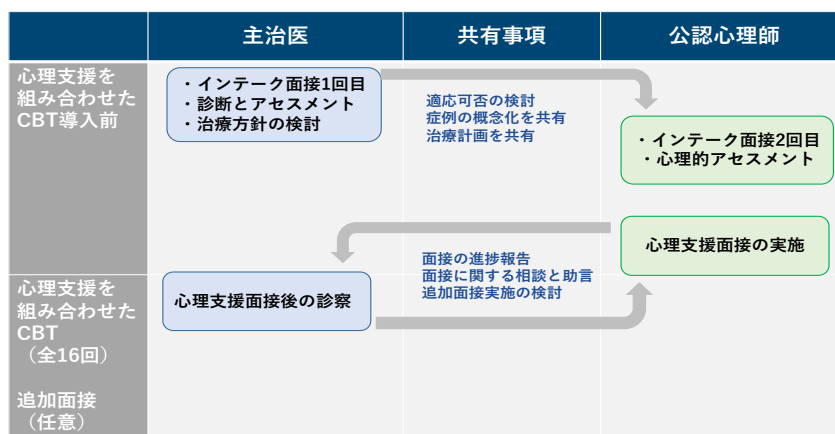 主治医
共有事項
公認心理師
心理支援を
組み合わせた
CBT導入前
・インテーク面接1回目
・診断とアセスメント
・治療方針の検討
適応可否の検討
症例の概念化を共有
治療計画を共有
・インテーク面接2回目
・心理的アセスメント
心理支援面接の実施
面接の進捗報告
面接に関する相談と助言
追加面接実施の検討
心理支援を
組み合わせた
CBT
（全16回）
心理支援面接後の診察
追加面接
（任意）